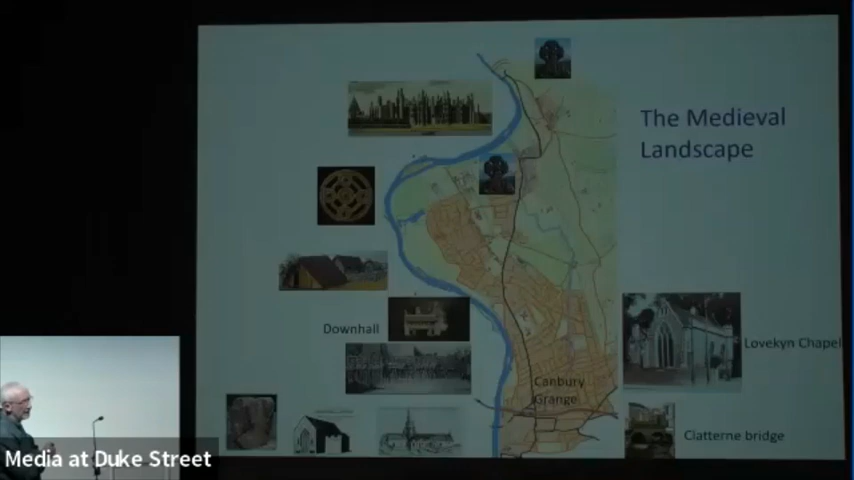 The Medieval
Landscape
Downhall
Lovekyn Chapel
Canbury
Grange
Clatterne bridge
Media at Duke Street